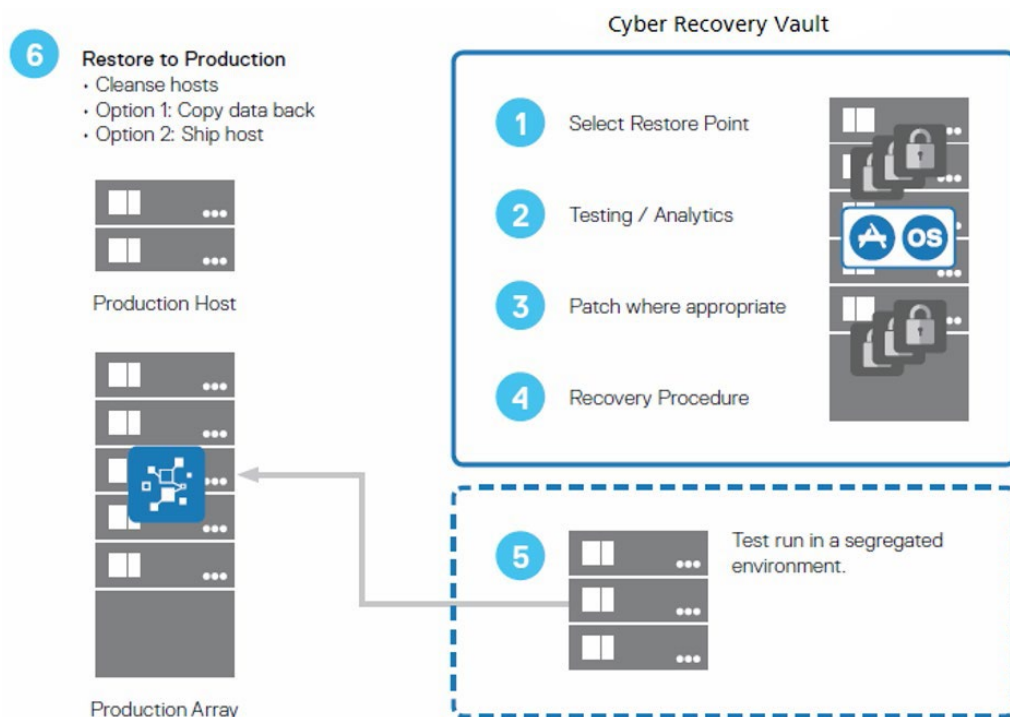 Cyber Recovery Vault
6
Restore to Production
• Cleanse hosts
• Option 1: Copy data back
• Option 2: Ship host
Production Host
Production Array
1
Select Restore Point
2
Testing / Analytics
3
Patch where appropriate
4
Recovery Procedure
OS
5
Test run in a segregated
environment.